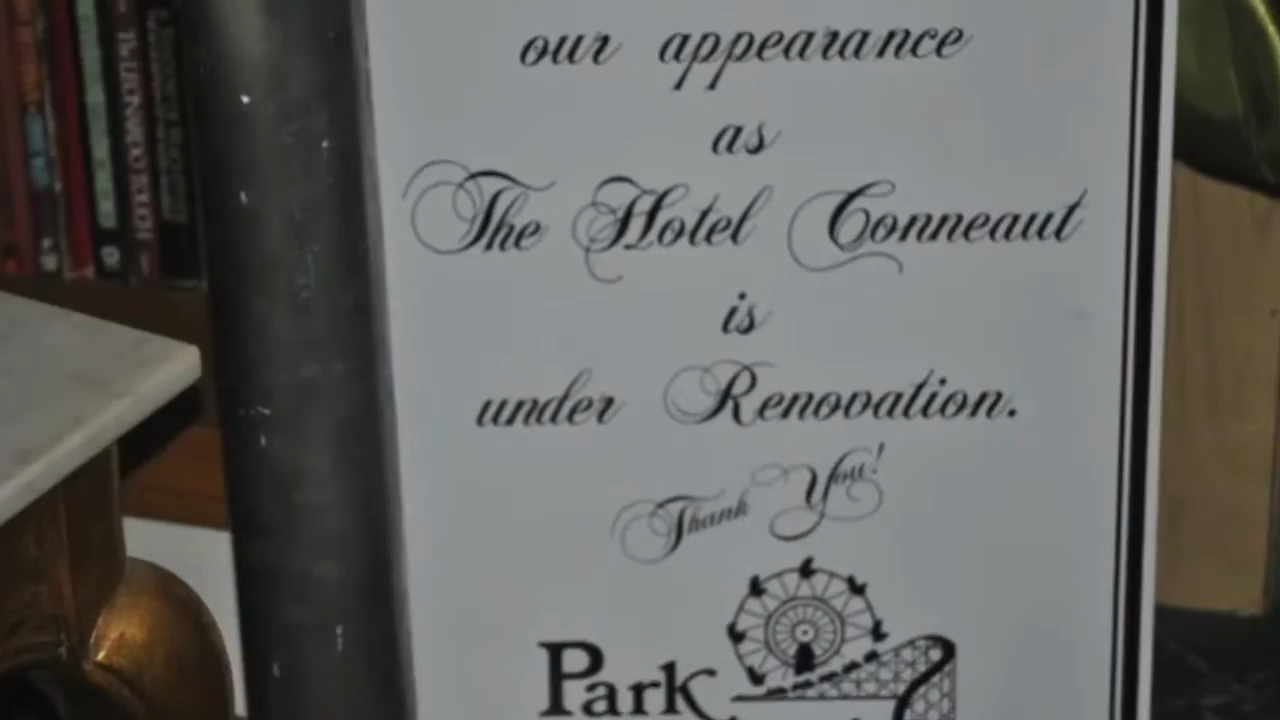 our appearance
as
The Hotel Conneaut
is
under Renovation.
Thank You!
Park